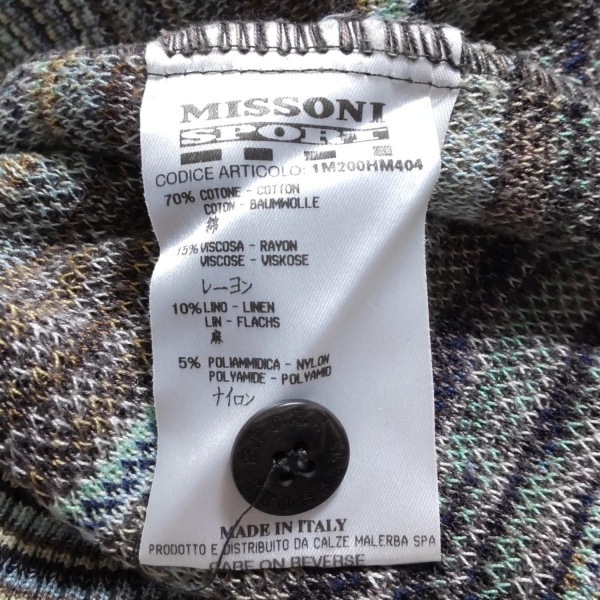 MISSONI
SPORT
CODICE ARTICOLO: 1M200HM404
70% COTONE - COTTON
COTON - BAUMWOLLE
綿
15% VISCOSA - RAYON
VISCOSE - VISKOSE
レーヨン
10% LINO - LINEN
LIN - FLACHS
麻
5% POLIAMMIDICA - NYLON
POLYAMIDE - POLYAMID
ナイロン
MADE IN ITALY
PRODOTTO E DISTRIBUITO DA CALZE MALERBA SPA
CARE ON REVERSE